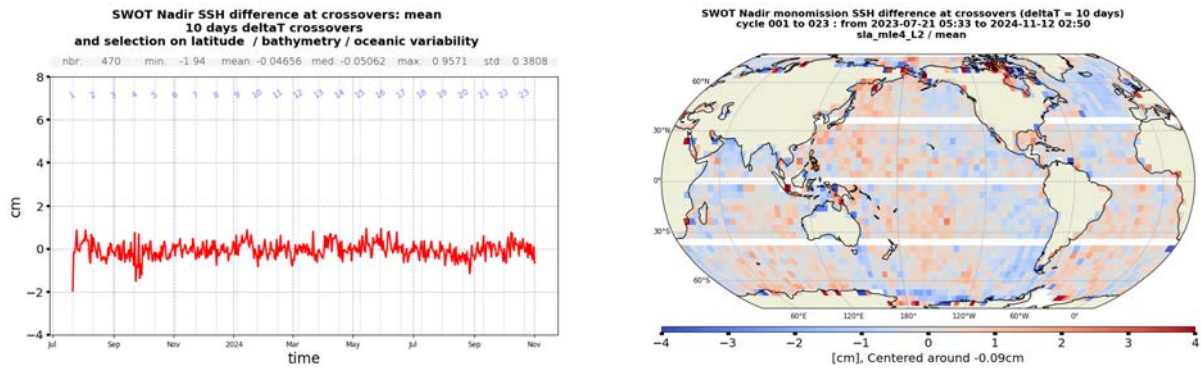 SWOT Nadir SSH difference at crossovers: mean
10 days deltaT crossovers
and selection on latitude / bathymetry / oceanic variability
nbr: 470 min. -1.94 mean: -0.04656 med: -0.05062 max. 0.9571 std: 0.3808
8
6
4
2
0
−2
−4
cm
1 2 3 4 5 6 7 8 9 10 11 12 13 14 15 16 17 18 19 20 21 22 23
Jul Sep Nov 2024 Mar May Jul Sep Nov
time
SWOT Nadir monomission SSH difference at crossovers (deltaT = 10 days)
cycle 001 to 023 : from 2023-07-21 05:33 to 2024-11-12 02:50
sla_mle4_L2 / mean
60°N 60°N
30°N 30°N
0° 0°
30°S 30°S
60°S 60°S
60°E 120°E 180° 120°W 60°W 0°
−4 −3 −2 −1 0 1 2 3 4
[cm], Centered around -0.09cm